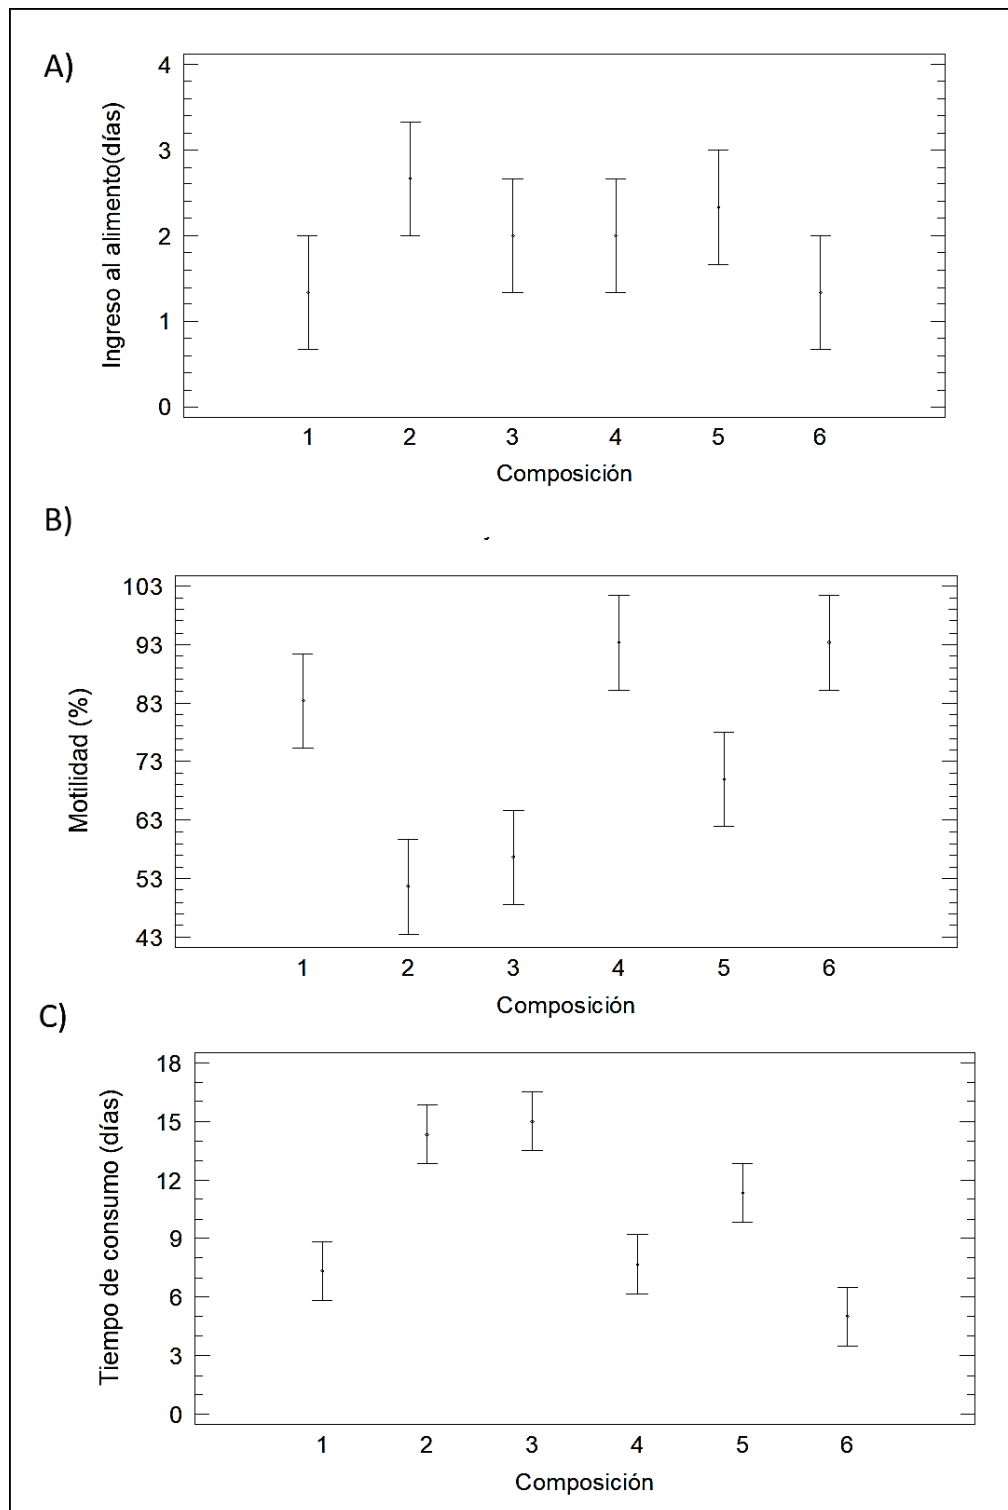 A)
Ingreso al alimento(días)
4
3
2
1
0
1 2 3 4 5 6
Composición
B)
Motilidad (%)
103
93
83
73
63
53
43
1 2 3 4 5 6
Composición
C)
Tiempo de consumo (días)
18
15
12
9
6
3
0
1 2 3 4 5 6
Composición